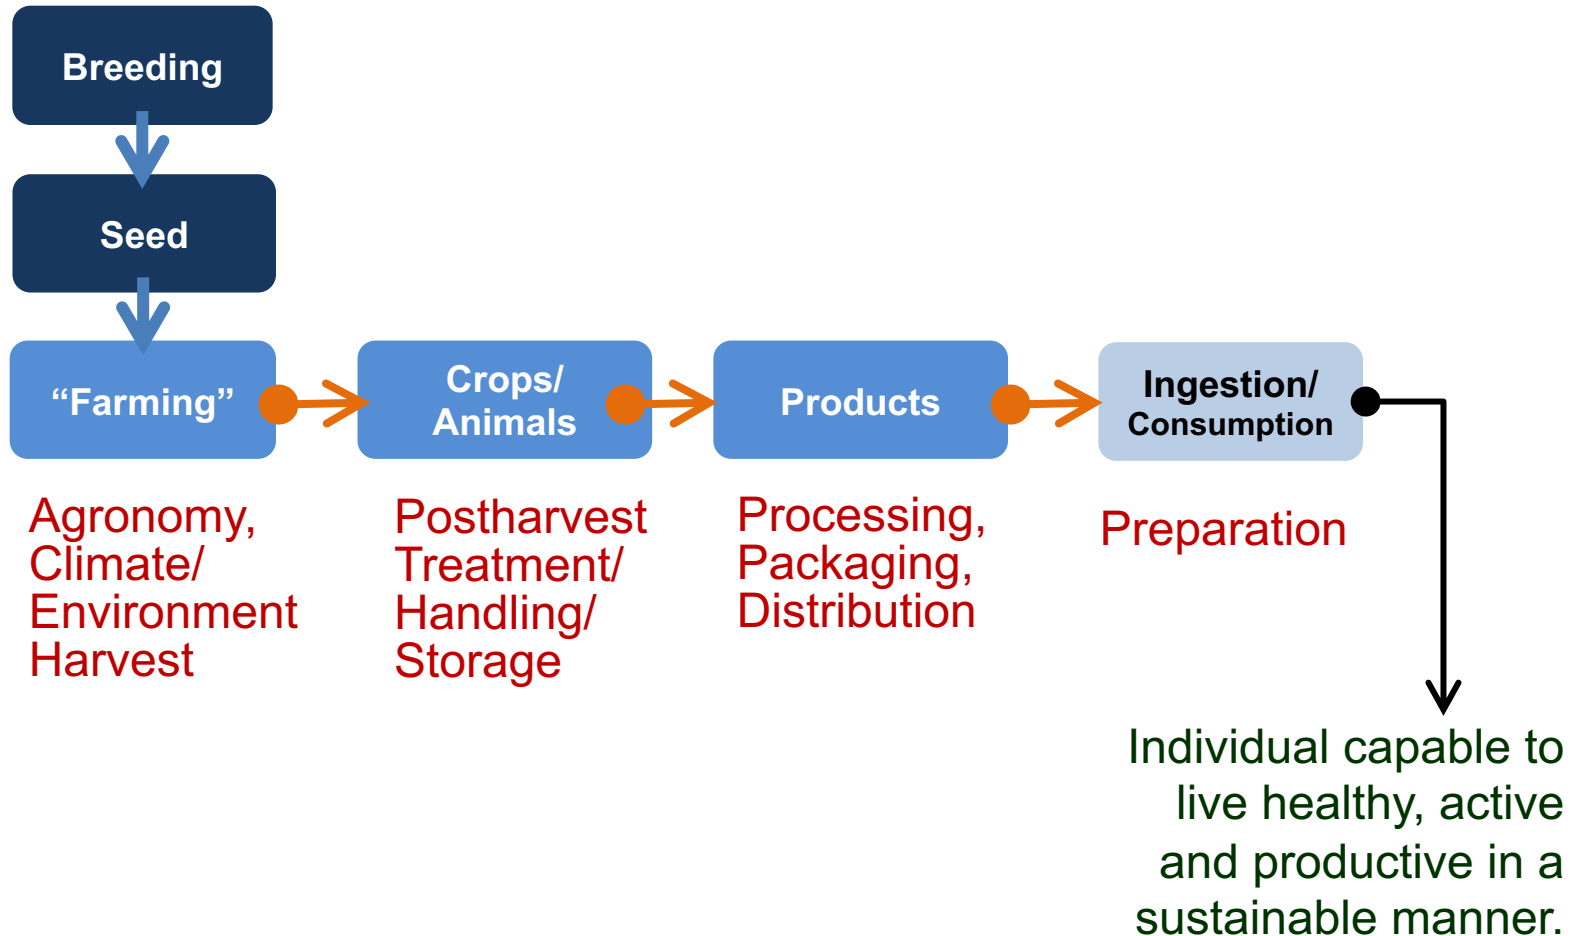 Breeding
Seed
“Farming”
Crops/
Animals
Products
Ingestion/
Consumption
Agronomy,
Climate/
Environment
Harvest
Postharvest
Treatment/
Handling/
Storage
Processing,
Packaging,
Distribution
Preparation
Individual capable to
live healthy, active
and productive in a
sustainable manner.